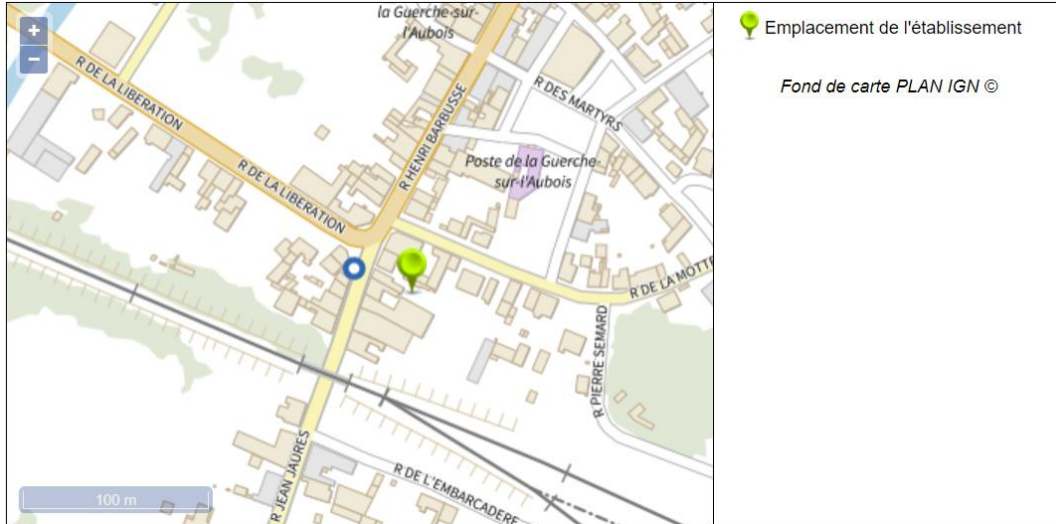 la Guerche-sur-
l'Aubois
+
−
R DE LA LIBERATION
R DE LA LIBERATION
R HENRI BARBUSSE
R DES MARTYRS
Poste de la Guerche-
sur-l'Aubois
R DE LA MOTTE
R PIERRE SEMARD
R JEAN JAURES
R DE L'EMBARCADERE
100 m
Emplacement de l'établissement
Fond de carte PLAN IGN ©